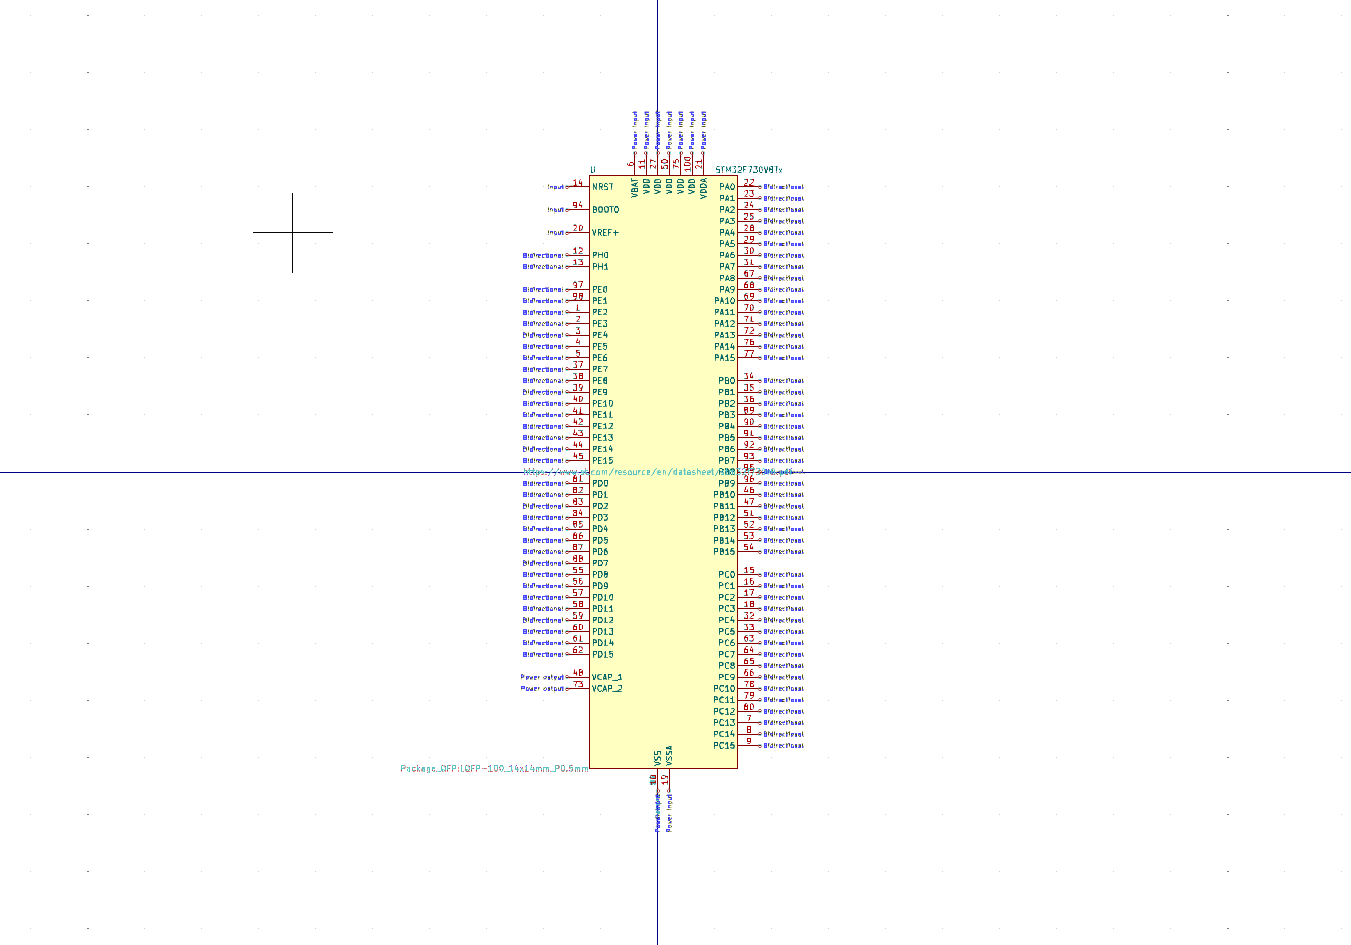 Power input Power input Power input Power input Power input Power input Power input
6 11 27 50 75 100 21
VBAT VDD VDD VDD VDD VDD VDDA
U STM32F730V8Tx
Input 14 NRST PA0 22 Bidirectional
PA1 23 Bidirectional
Input 94 BOOT0 PA2 24 Bidirectional
PA3 25 Bidirectional
Input 20 VREF+ PA4 28 Bidirectional
PA5 29 Bidirectional
Bidirectional 12 PH0 PA6 30 Bidirectional
Bidirectional 13 PH1 PA7 31 Bidirectional
PA8 67 Bidirectional
Bidirectional 97 PE0 PA9 68 Bidirectional
Bidirectional 98 PE1 PA10 69 Bidirectional
Bidirectional 1 PE2 PA11 70 Bidirectional
Bidirectional 2 PE3 PA12 71 Bidirectional
Bidirectional 3 PE4 PA13 72 Bidirectional
Bidirectional 4 PE5 PA14 76 Bidirectional
Bidirectional 5 PE6 PA15 77 Bidirectional
Bidirectional 37 PE7
Bidirectional 38 PE8 PB0 34 Bidirectional
Bidirectional 39 PE9 PB1 35 Bidirectional
Bidirectional 40 PE10 PB2 36 Bidirectional
Bidirectional 41 PE11 PB3 89 Bidirectional
Bidirectional 42 PE12 PB4 90 Bidirectional
Bidirectional 43 PE13 PB5 91 Bidirectional
Bidirectional 44 PE14 PB6 92 Bidirectional
Bidirectional 45 PE15 PB7 93 Bidirectional
PB8 95 Bidirectional
Bidirectional 81 PD0 PB9 96 Bidirectional
Bidirectional 82 PD1 PB10 46 Bidirectional
Bidirectional 83 PD2 PB11 47 Bidirectional
Bidirectional 84 PD3 PB12 51 Bidirectional
Bidirectional 85 PD4 PB13 52 Bidirectional
Bidirectional 86 PD5 PB14 53 Bidirectional
Bidirectional 87 PD6 PB15 54 Bidirectional
Bidirectional 88 PD7
Bidirectional 55 PD8 PC0 15 Bidirectional
Bidirectional 56 PD9 PC1 16 Bidirectional
Bidirectional 57 PD10 PC2 17 Bidirectional
Bidirectional 58 PD11 PC3 18 Bidirectional
Bidirectional 59 PD12 PC4 32 Bidirectional
Bidirectional 60 PD13 PC5 33 Bidirectional
Bidirectional 61 PD14 PC6 63 Bidirectional
Bidirectional 62 PD15 PC7 64 Bidirectional
PC8 65 Bidirectional
Power output 48 VCAP_1 PC9 66 Bidirectional
Power output 73 VCAP_2 PC10 78 Bidirectional
PC11 79 Bidirectional
PC12 80 Bidirectional
PC13 7 Bidirectional
PC14 8 Bidirectional
PC15 9 Bidirectional
VSS VSSA
Package_QFP:LQFP-100_14x14mm_P0.5mm
19
Power input